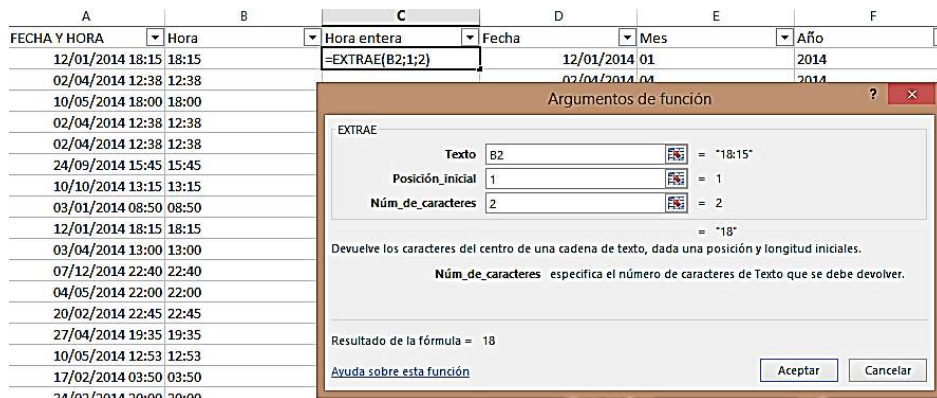 A B C D E F
FECHA Y HORA Hora Hora entera Fecha Mes Año
12/01/2014 18:15 18:15 =EXTRAE(B2;1;2) 12/01/2014 01 2014
02/04/2014 12:38 12:38 02/04/2014 04 2014
10/05/2014 18:00 18:00
02/04/2014 12:38 12:38
02/04/2014 12:38 12:38
24/09/2014 15:45 15:45
10/10/2014 13:15 13:15
03/01/2014 08:50 08:50
12/01/2014 18:15 18:15
03/04/2014 13:00 13:00
07/12/2014 22:40 22:40
04/05/2014 22:00 22:00
20/02/2014 22:45 22:45
27/04/2014 19:35 19:35
10/05/2014 12:53 12:53
17/02/2014 03:50 03:50
24/02/2014 20:00 20:00
Argumentos de función ? ×
EXTRAE
Texto B2 = "18:15"
Posición_inicial 1 = 1
Núm_de_caracteres 2 = 2
= "18"
Devuelve los caracteres del centro de una cadena de texto, dada una posición y longitud iniciales.
Núm_de_caracteres especifica el número de caracteres de Texto que se debe devolver.
Resultado de la fórmula = 18
Ayuda sobre esta función Aceptar Cancelar